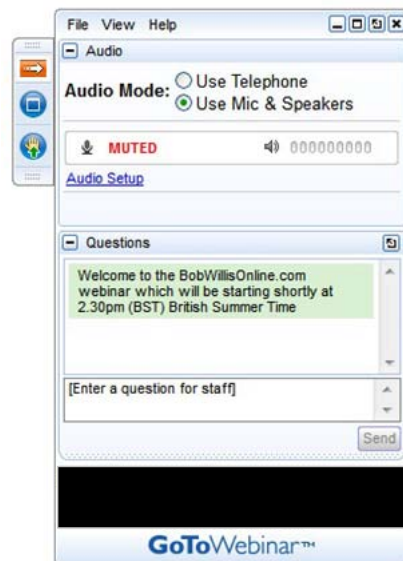 File View Help
Audio
Audio Mode: Use Telephone
Use Mic & Speakers
MUTED 000000000
Audio Setup
Questions
Welcome to the BobWillisOnline.com
webinar which will be starting shortly at
2.30pm (BST) British Summer Time
[Enter a question for staff]
Send
GoToWebinar™